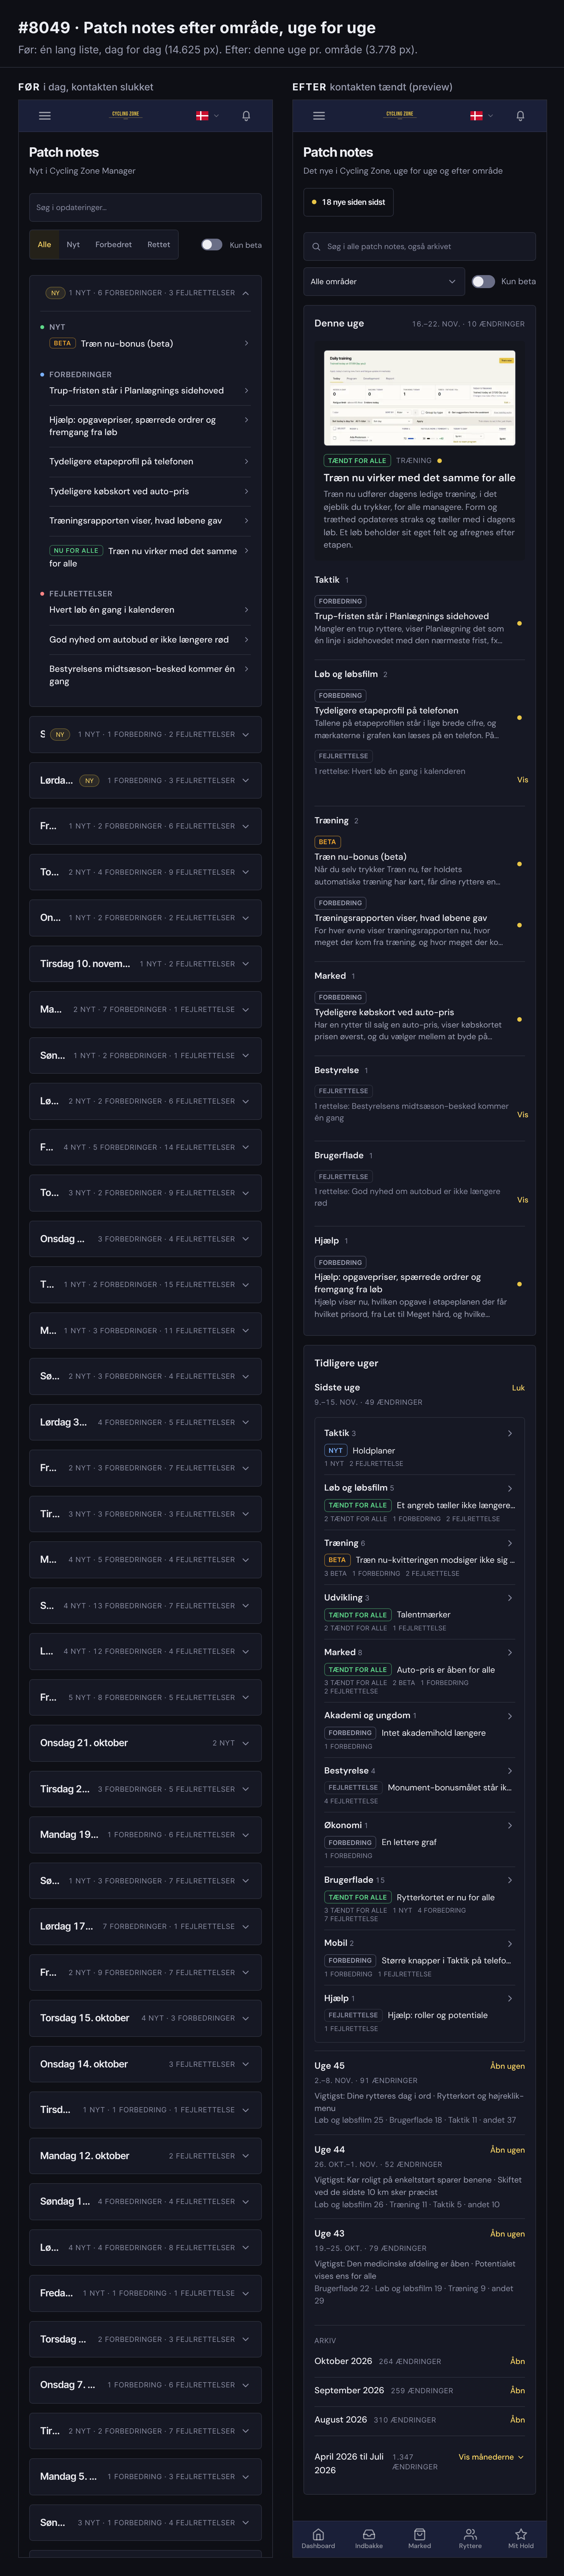 #8049 · Patch notes efter område, uge for uge
Før: én lang liste, dag for dag (14.625 px). Efter: denne uge pr. område (3.778 px).
FØR i dag, kontakten slukket
CYCLING ZONE
Patch notes
Nyt i Cycling Zone Manager
Søg i opdateringer...
Alle Nyt Forbedret Rettet Kun beta
NY 1 NYT · 6 FORBEDRINGER · 3 FEJLRETTELSER
NYT
BETA Træn nu-bonus (beta)
FORBEDRINGER
Trup-fristen står i Planlægnings sidehoved
Hjælp: opgavepriser, spærrede ordrer og
fremgang fra løb
Tydeligere etapeprofil på telefonen
Tydeligere købskort ved auto-pris
Træningsrapporten viser, hvad løbene gav
NU FOR ALLE Træn nu virker med det samme
for alle
FEJLRETTELSER
Hvert løb én gang i kalenderen
God nyhed om autobud er ikke længere rød
Bestyrelsens midtsæson-besked kommer én
gang
S NY 1 NYT · 1 FORBEDRING · 2 FEJLRETTELSER
Lørda... NY 1 FORBEDRING · 3 FEJLRETTELSER
Fr... 1 NYT · 2 FORBEDRINGER · 6 FEJLRETTELSER
To... 2 NYT · 4 FORBEDRINGER · 9 FEJLRETTELSER
On... 1 NYT · 2 FORBEDRINGER · 2 FEJLRETTELSER
Tirsdag 10. novem... 1 NYT · 2 FEJLRETTELSER
Ma... 2 NYT · 7 FORBEDRINGER · 1 FEJLRETTELSE
Søn... 1 NYT · 2 FORBEDRINGER · 1 FEJLRETTELSE
Lø... 2 NYT · 2 FORBEDRINGER · 6 FEJLRETTELSER
F... 4 NYT · 5 FORBEDRINGER · 14 FEJLRETTELSER
To... 3 NYT · 2 FORBEDRINGER · 9 FEJLRETTELSER
Onsdag ... 3 FORBEDRINGER · 4 FEJLRETTELSER
T... 1 NYT · 2 FORBEDRINGER · 15 FEJLRETTELSER
M... 1 NYT · 3 FORBEDRINGER · 11 FEJLRETTELSER
Sø... 2 NYT · 3 FORBEDRINGER · 4 FEJLRETTELSER
Lørdag 3... 4 FORBEDRINGER · 5 FEJLRETTELSER
Fr... 2 NYT · 3 FORBEDRINGER · 7 FEJLRETTELSER
Tir... 3 NYT · 3 FORBEDRINGER · 3 FEJLRETTELSER
M... 4 NYT · 5 FORBEDRINGER · 4 FEJLRETTELSER
S... 4 NYT · 13 FORBEDRINGER · 7 FEJLRETTELSER
L... 4 NYT · 12 FORBEDRINGER · 4 FEJLRETTELSER
Fr... 5 NYT · 8 FORBEDRINGER · 5 FEJLRETTELSER
Onsdag 21. oktober 2 NYT
Tirsdag 2... 3 FORBEDRINGER · 5 FEJLRETTELSER
Mandag 19... 1 FORBEDRING · 6 FEJLRETTELSER
Sø... 1 NYT · 3 FORBEDRINGER · 7 FEJLRETTELSER
Lørdag 17... 7 FORBEDRINGER · 1 FEJLRETTELSE
Fr... 2 NYT · 9 FORBEDRINGER · 7 FEJLRETTELSER
Torsdag 15. oktober 4 NYT · 3 FORBEDRINGER
Onsdag 14. oktober 3 FEJLRETTELSER
Tirsd... 1 NYT · 1 FORBEDRING · 1 FEJLRETTELSE
Mandag 12. oktober 2 FEJLRETTELSER
Søndag 1... 4 FORBEDRINGER · 4 FEJLRETTELSER
Lø... 4 NYT · 4 FORBEDRINGER · 8 FEJLRETTELSER
Freda... 1 NYT · 1 FORBEDRING · 1 FEJLRETTELSE
Torsdag ... 2 FORBEDRINGER · 3 FEJLRETTELSER
Onsdag 7. ... 1 FORBEDRING · 6 FEJLRETTELSER
Tir... 2 NYT · 2 FORBEDRINGER · 7 FEJLRETTELSER
Mandag 5. ... 1 FORBEDRING · 3 FEJLRETTELSER
Søn... 3 NYT · 1 FORBEDRING · 4 FEJLRETTELSER
EFTER kontakten tændt (preview)
CYCLING ZONE
Patch notes
Det nye i Cycling Zone, uge for uge og efter område
18 nye siden sidst
Søg i alle patch notes, også arkivet
Alle områder Kun beta
Denne uge 16.–22. NOV. · 10 ÆNDRINGER
Daily training
TÆNDT FOR ALLE TRÆNING
Træn nu virker med det samme for alle
Træn nu udfører dagens ledige træning, i det
øjeblik du trykker, for alle managere. Form og
træthed opdateres straks og tæller med i dagens
løb. Et løb beholder sit eget felt og afregnes efter
etapen.
Taktik 1
FORBEDRING
Trup-fristen står i Planlægnings sidehoved
Mangler en trup ryttere, viser Planlægning det som
én linje i sidehovedet med den nærmeste frist, fx...
Løb og løbsfilm 2
FORBEDRING
Tydeligere etapeprofil på telefonen
Tallene på etapeprofilen står i lige brede cifre, og
mærkaterne i grafen kan læses på en telefon. På...
FEJLRETTELSE
1 rettelse: Hvert løb én gang i kalenderen
Vis
Træning 2
BETA
Træn nu-bonus (beta)
Når du selv trykker Træn nu, før holdets
automatiske træning har kørt, får dine ryttere en...
FORBEDRING
Træningsrapporten viser, hvad løbene gav
For hver evne viser træningsrapporten nu, hvor
meget der kom fra træning, og hvor meget der ko...
Marked 1
FORBEDRING
Tydeligere købskort ved auto-pris
Har en rytter til salg en auto-pris, viser købskortet
prisen øverst, og du vælger mellem at byde på...
Bestyrelse 1
FEJLRETTELSE
1 rettelse: Bestyrelsens midtsæson-besked kommer
én gang
Vis
Brugerflade 1
FEJLRETTELSE
1 rettelse: God nyhed om autobud er ikke længere
rød
Vis
Hjælp 1
FORBEDRING
Hjælp: opgavepriser, spærrede ordrer og
fremgang fra løb
Hjælp viser nu, hvilken opgave i etapeplanen der får
hvilket prisord, fra Let til Meget hård, og hvilke...
Tidligere uger
Sidste uge Luk
9.–15. NOV. · 49 ÆNDRINGER
Taktik 3
NYT Holdplaner
1 NYT 2 FEJLRETTELSE
Løb og løbsfilm 5
TÆNDT FOR ALLE Et angreb tæller ikke længere...
2 TÆNDT FOR ALLE 1 FORBEDRING 2 FEJLRETTELSE
Træning 6
BETA Træn nu-kvitteringen modsiger ikke sig ...
3 BETA 1 FORBEDRING 2 FEJLRETTELSE
Udvikling 3
TÆNDT FOR ALLE Talentmærker
2 TÆNDT FOR ALLE 1 FEJLRETTELSE
Marked 8
TÆNDT FOR ALLE Auto-pris er åben for alle
3 TÆNDT FOR ALLE 2 BETA 1 FORBEDRING
2 FEJLRETTELSE
Akademi og ungdom 1
FORBEDRING Intet akademihold længere
1 FORBEDRING
Bestyrelse 4
FEJLRETTELSE Monument-bonusmålet står ik...
4 FEJLRETTELSE
Økonomi 1
FORBEDRING En lettere graf
1 FORBEDRING
Brugerflade 15
TÆNDT FOR ALLE Rytterkortet er nu for alle
3 TÆNDT FOR ALLE 1 NYT 4 FORBEDRING
7 FEJLRETTELSE
Mobil 2
FORBEDRING Større knapper i Taktik på telefo...
1 FORBEDRING 1 FEJLRETTELSE
Hjælp 1
FEJLRETTELSE Hjælp: roller og potentiale
1 FEJLRETTELSE
Uge 45 Åbn ugen
2.–8. NOV. · 91 ÆNDRINGER
Vigtigst: Dine rytteres dag i ord · Rytterkort og højreklik-
menu
Løb og løbsfilm 25 · Brugerflade 18 · Taktik 11 · andet 37
Uge 44 Åbn ugen
26. OKT.–1. NOV. · 52 ÆNDRINGER
Vigtigst: Kør roligt på enkeltstart sparer benene · Skiftet
ved de sidste 10 km sker præcist
Løb og løbsfilm 26 · Træning 11 · Taktik 5 · andet 10
Uge 43 Åbn ugen
19.–25. OKT. · 79 ÆNDRINGER
Vigtigst: Den medicinske afdeling er åben · Potentialet
vises ens for alle
Brugerflade 22 · Løb og løbsfilm 19 · Træning 9 · andet
29
ARKIV
Oktober 2026 264 ÆNDRINGER Åbn
September 2026 259 ÆNDRINGER Åbn
August 2026 310 ÆNDRINGER Åbn
April 2026 til Juli
2026
1.347
ÆNDRINGER
Vis månederne
Dashboard Indbakke Marked Ryttere Mit Hold